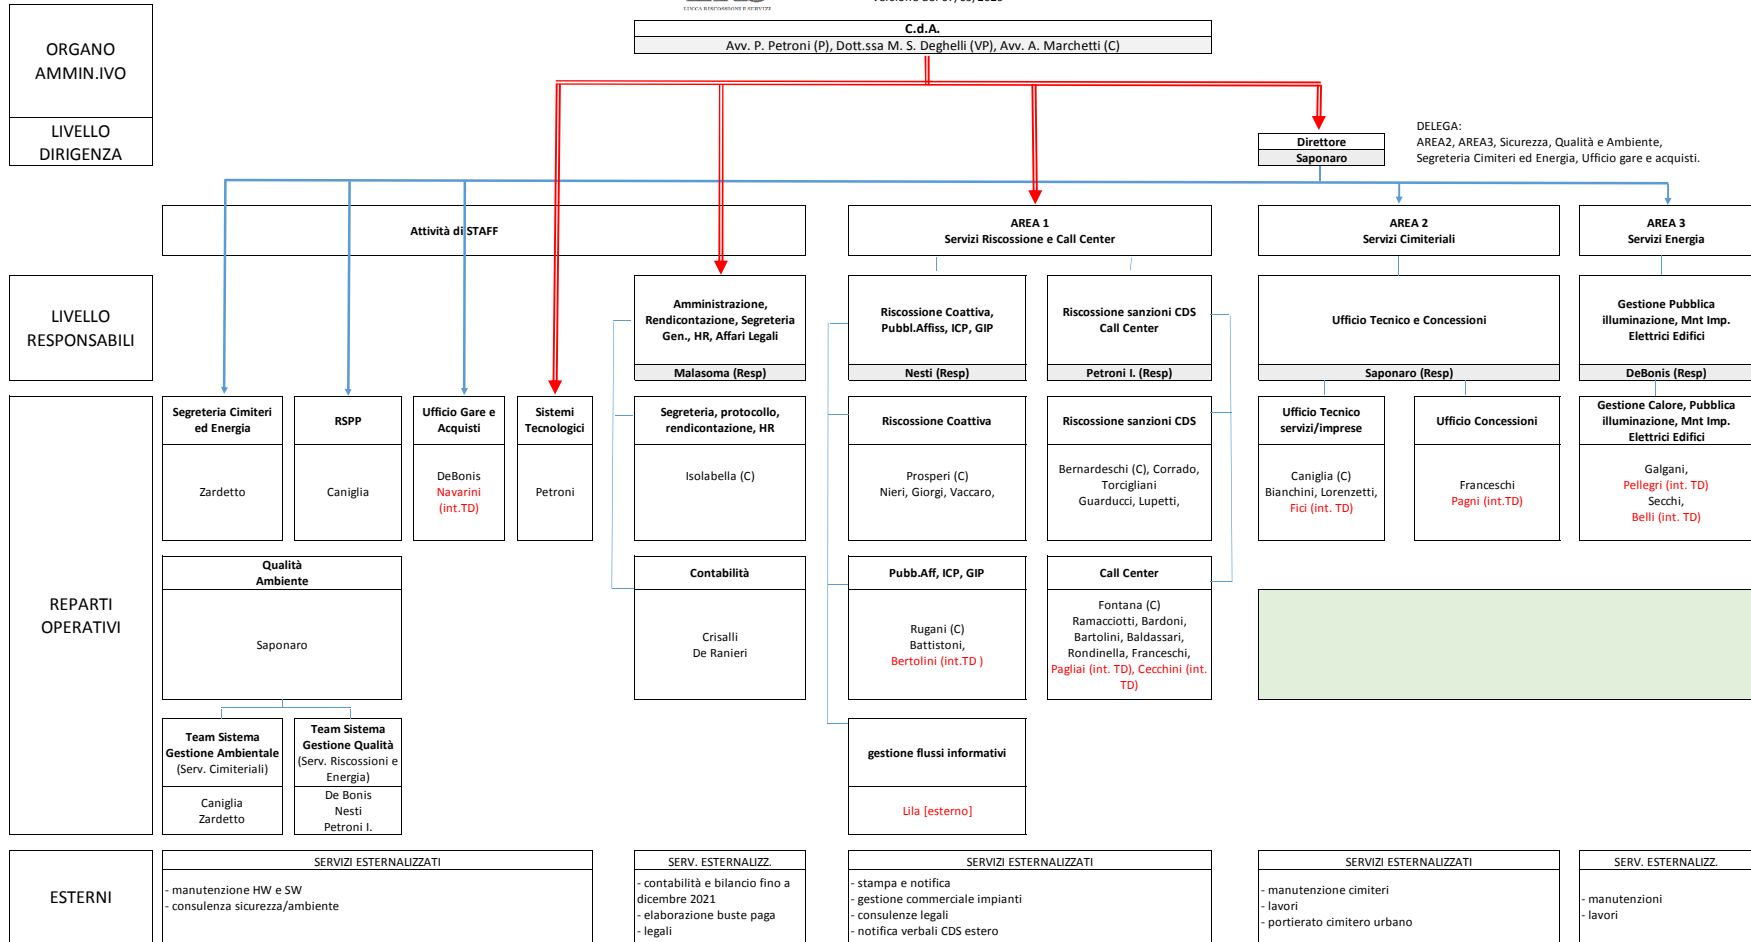 LUCCA RISCOSSIONI E SERVIZI
ORGANO
AMMIN.IVO
C.d.A.
Avv. P. Petroni (P), Dott.ssa M. S. Deghelli (VP), Avv. A. Marchetti (C)
LIVELLO
DIRIGENZA
Direttore
Saponaro
DELEGA:
AREA2, AREA3, Sicurezza, Qualità e Ambiente,
Segreteria Cimiteri ed Energia, Ufficio gare e acquisti.
Attività di STAFF
AREA 1
Servizi Riscossione e Call Center
AREA 2
Servizi Cimiteriali
AREA 3
Servizi Energia
LIVELLO
RESPONSABILI
Amministrazione,
Rendicontazione, Segreteria
Gen., HR, Affari Legali
Malasoma (Resp)
Riscossione Coattiva,
Pubbl.Affiss, ICP, GIP
Nesti (Resp)
Riscossione sanzioni CDS
Call Center
Petroni I. (Resp)
Ufficio Tecnico e Concessioni
Saponaro (Resp)
Gestione Pubblica
illuminazione, Mnt Imp.
Elettrici Edifici
DeBonis (Resp)
REPARTI
OPERATIVI
Segreteria Cimiteri
ed Energia
Zardetto
RSPP
Caniglia
Ufficio Gare e
Acquisti
DeBonis
Navarini
(int.TD)
Sistemi
Tecnologici
Petroni
Segreteria, protocollo,
rendicontazione, HR
Isolabella (C)
Riscossione Coattiva
Prosperi (C)
Nieri, Giorgi, Vaccaro,
Riscossione sanzioni CDS
Bernardeschi (C), Corrado,
Torcigliani
Guarducci, Lupetti,
Ufficio Tecnico
servizi/imprese
Caniglia (C)
Bianchini, Lorenzetti,
Fici (int. TD)
Ufficio Concessioni
Franceschi
Pagni (int.TD)
Gestione Calore, Pubblica
illuminazione, Mnt Imp.
Elettrici Edifici
Galgani,
Pellegri (int. TD)
Secchi,
Belli (int. TD)
Qualità
Ambiente
Saponaro
Contabilità
Crisalli
De Ranieri
Pubb.Aff, ICP, GIP
Rugani (C)
Battistoni,
Bertolini (int.TD )
Call Center
Fontana (C)
Ramacciotti, Bardoni,
Bartolini, Baldassari,
Rondinella, Franceschi,
Pagliai (int. TD), Cecchini (int.
TD)
Team Sistema
Gestione Ambientale
(Serv. Cimiteriali)
Caniglia
Zardetto
Team Sistema
Gestione Qualità
(Serv. Riscossioni e
Energia)
De Bonis
Nesti
Petroni I.
gestione flussi informativi
Lila [esterno]
ESTERNI
SERVIZI ESTERNALIZZATI
- manutenzione HW e SW
- consulenza sicurezza/ambiente
SERV. ESTERNALIZZ.
- contabilità e bilancio fino a
dicembre 2021
- elaborazione buste paga
- legali
SERVIZI ESTERNALIZZATI
- stampa e notifica
- gestione commerciale impianti
- consulenze legali
- notifica verbali CDS estero
SERVIZI ESTERNALIZZATI
- manutenzione cimiteri
- lavori
- portierato cimitero urbano
SERV. ESTERNALIZZ.
- manutenzioni
- lavori